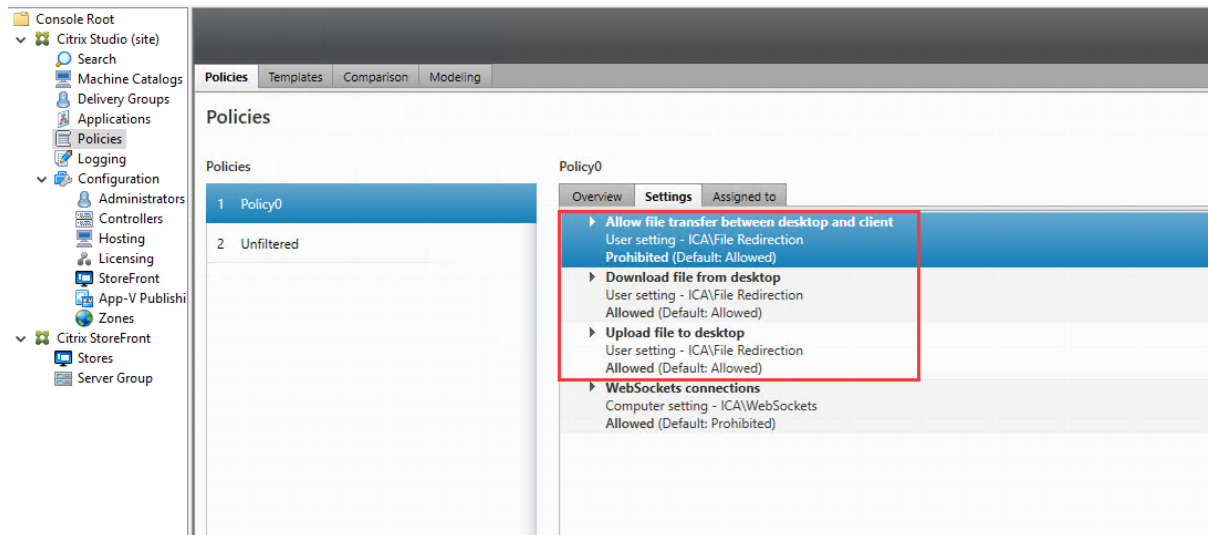 Console Root
Citrix Studio (site)
Search
Machine Catalogs
Delivery Groups
Applications
Policies
Logging
Configuration
Administrators
Controllers
Hosting
Licensing
StoreFront
App-V Publishi
Zones
Citrix StoreFront
Stores
Server Group
Policies Templates Comparison Modeling
Policies
Policies
1 Policy0
2 Unfiltered
Policy0
Overview Settings Assigned to
Allow file transfer between desktop and client
User setting - ICA\File Redirection
Prohibited (Default: Allowed)
Download file from desktop
User setting - ICA\File Redirection
Allowed (Default: Allowed)
Upload file to desktop
User setting - ICA\File Redirection
Allowed (Default: Allowed)
WebSockets connections
Computer setting - ICA\WebSockets
Allowed (Default: Prohibited)